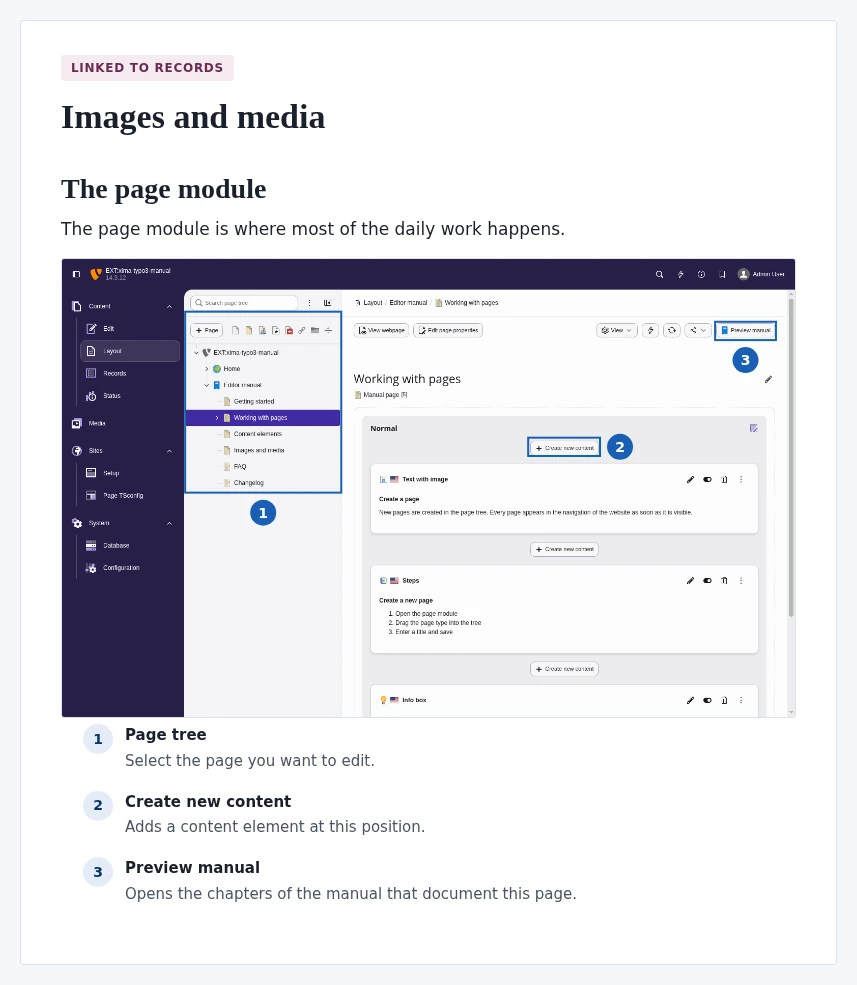 LINKED TO RECORDS
Images and media
The page module
The page module is where most of the daily work happens.
EXT:xima-typo3-manual
14.3.12
Admin User
Content
Edit
Layout
Records
Status
Media
Sites
Setup
Page TSconfig
System
Database
Configuration
Search page tree
+ Page
EXT:xima-typo3-manual
Home
Editor manual
Getting started
Working with pages
Content elements
Images and media
FAQ
Changelog
1
Layout / Editor manual / Working with pages
View webpage
Edit page properties
View
Preview manual
3
Working with pages
Manual page [5]
Normal
+ Create new content
2
Text with image
Create a page
New pages are created in the page tree. Every page appears in the navigation of the website as soon as it is visible.
+ Create new content
Steps
Create a new page
1. Open the page module
2. Drag the page type into the tree
3. Enter a title and save
+ Create new content
Info box
1 Page tree
Select the page you want to edit.
2 Create new content
Adds a content element at this position.
3 Preview manual
Opens the chapters of the manual that document this page.